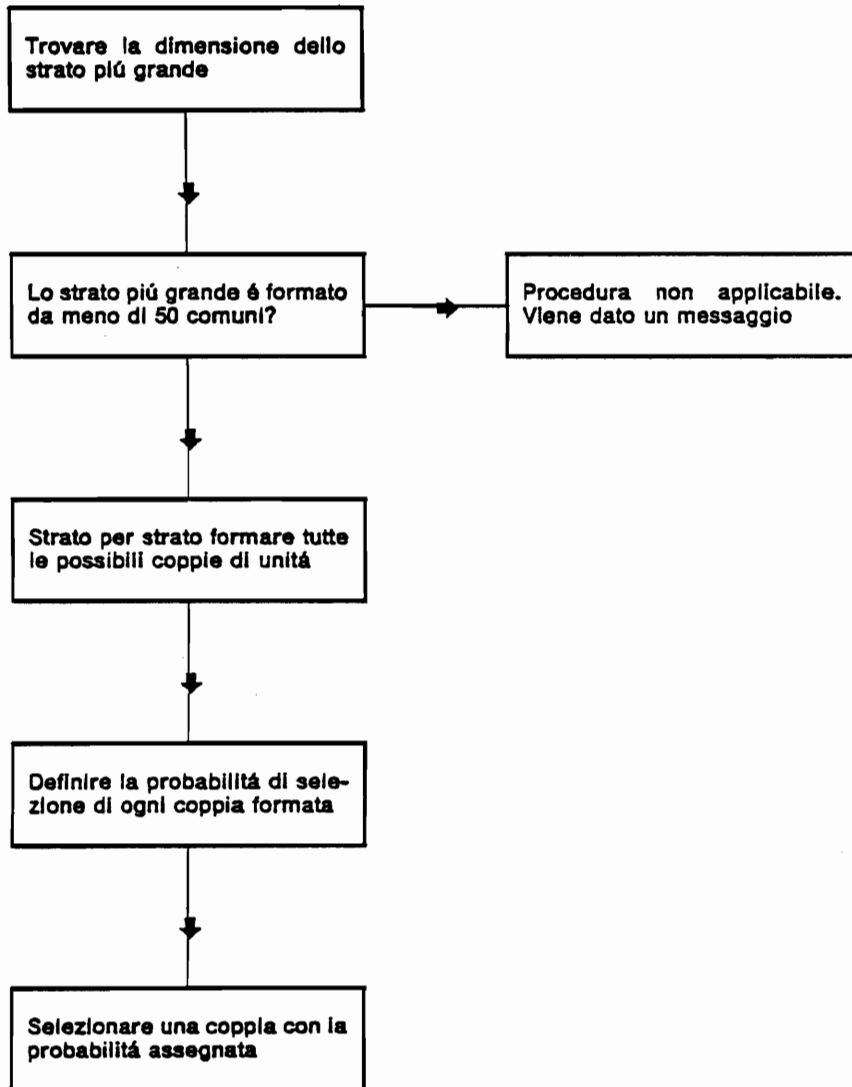 Trovare la dimensione dello
strato piú grande
Lo strato piú grande é formato
da meno di 50 comuni?
Procedura non applicabile.
Viene dato un messaggio
Strato per strato formare tutte
le possibili coppie di unitá
Definire la probabilitá di sele-
zione di ogni coppia formata
Selezionare una coppia con la
probabilitá assegnata